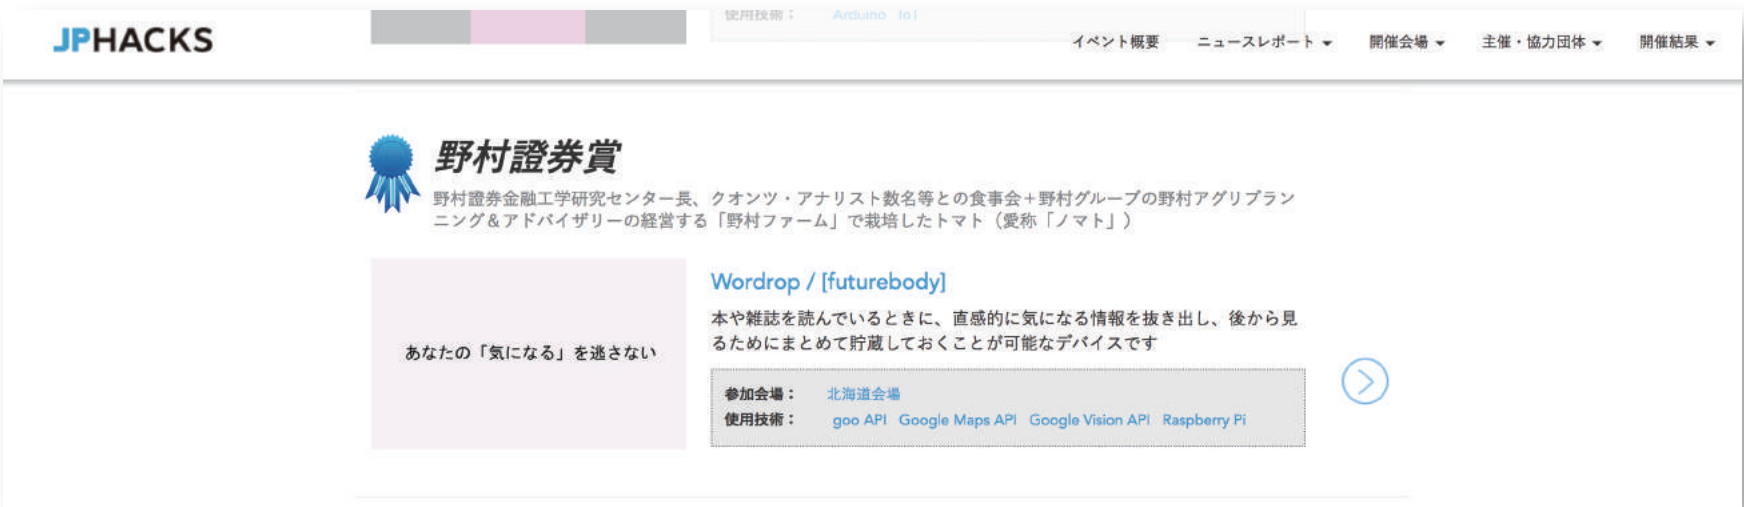 使用技術： Arduino IoT
JPHACKS
イベント概要 ニュースレポート 開催会場 主催・協力団体 開催結果
野村證券賞
野村證券金融工学研究センター長、クオンツ・アナリスト数名等との食事会＋野村グループの野村アグリプラン
ニング＆アドバイザリーの経営する「野村ファーム」で栽培したトマト（愛称「ノマト」）
あなたの「気になる」を逃さない
Wordrop / [futurebody]
本や雑誌を読んでいるときに、直感的に気になる情報を抜き出し、後から見
るためにまとめて貯蔵しておくことが可能なデバイスです
参加会場： 北海道会場
使用技術： goo API Google Maps API Google Vision API Raspberry Pi